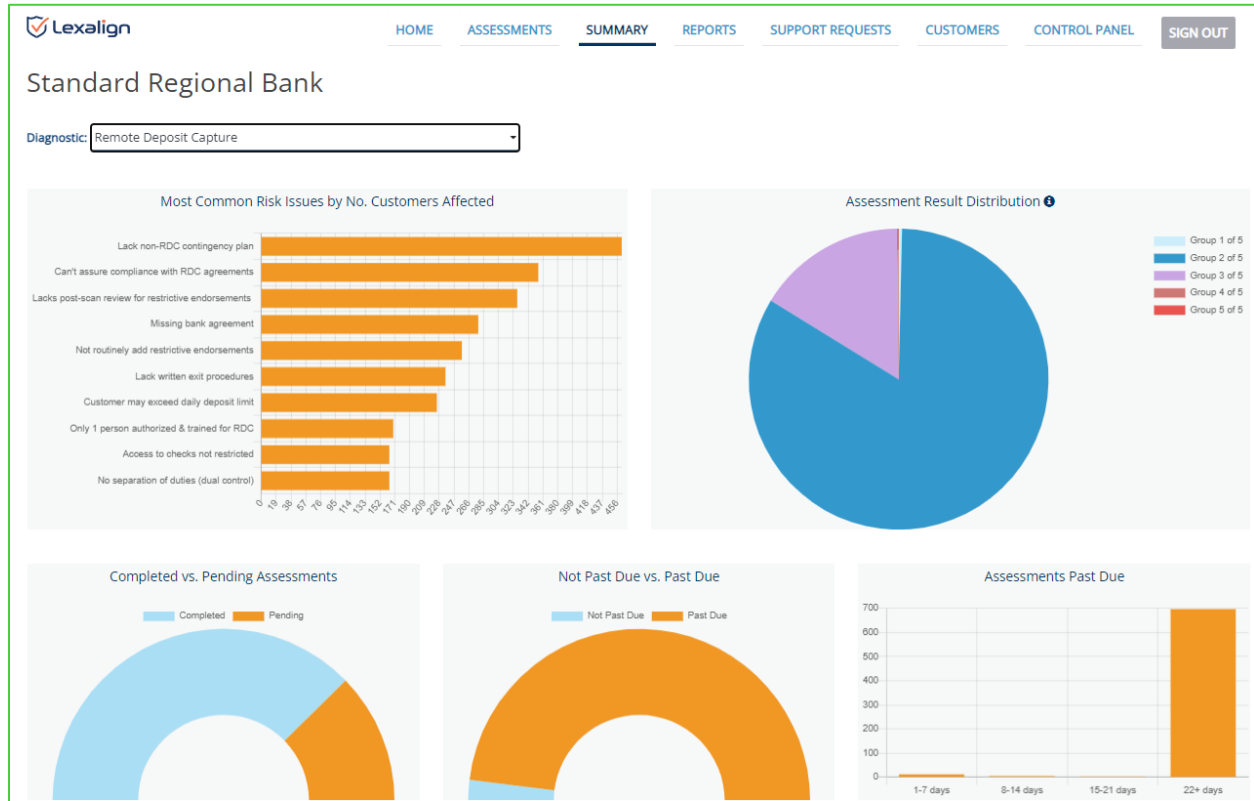 Lexalign
HOME ASSESSMENTS SUMMARY REPORTS SUPPORT REQUESTS CUSTOMERS CONTROL PANEL SIGN OUT
Standard Regional Bank
Diagnostic: Remote Deposit Capture
Most Common Risk Issues by No. Customers Affected
Lack non-RDC contingency plan
Can't assure compliance with RDC agreements
Lacks post-scan review for restrictive endorsements
Missing bank agreement
Not routinely add restrictive endorsements
Lack written exit procedures
Customer may exceed daily deposit limit
Only 1 person authorized & trained for RDC
Access to checks not restricted
No separation of duties (dual control)
0 19 38 57 76 95 114 133 152 171 190 209 228 247 266 285 304 323 342 361 380 399 418 437 456
Assessment Result Distribution
Group 1 of 5
Group 2 of 5
Group 3 of 5
Group 4 of 5
Group 5 of 5
Completed vs. Pending Assessments
Completed Pending
Not Past Due vs. Past Due
Not Past Due Past Due
Assessments Past Due
700
600
500
400
300
200
100
0
1-7 days 8-14 days 15-21 days 22+ days